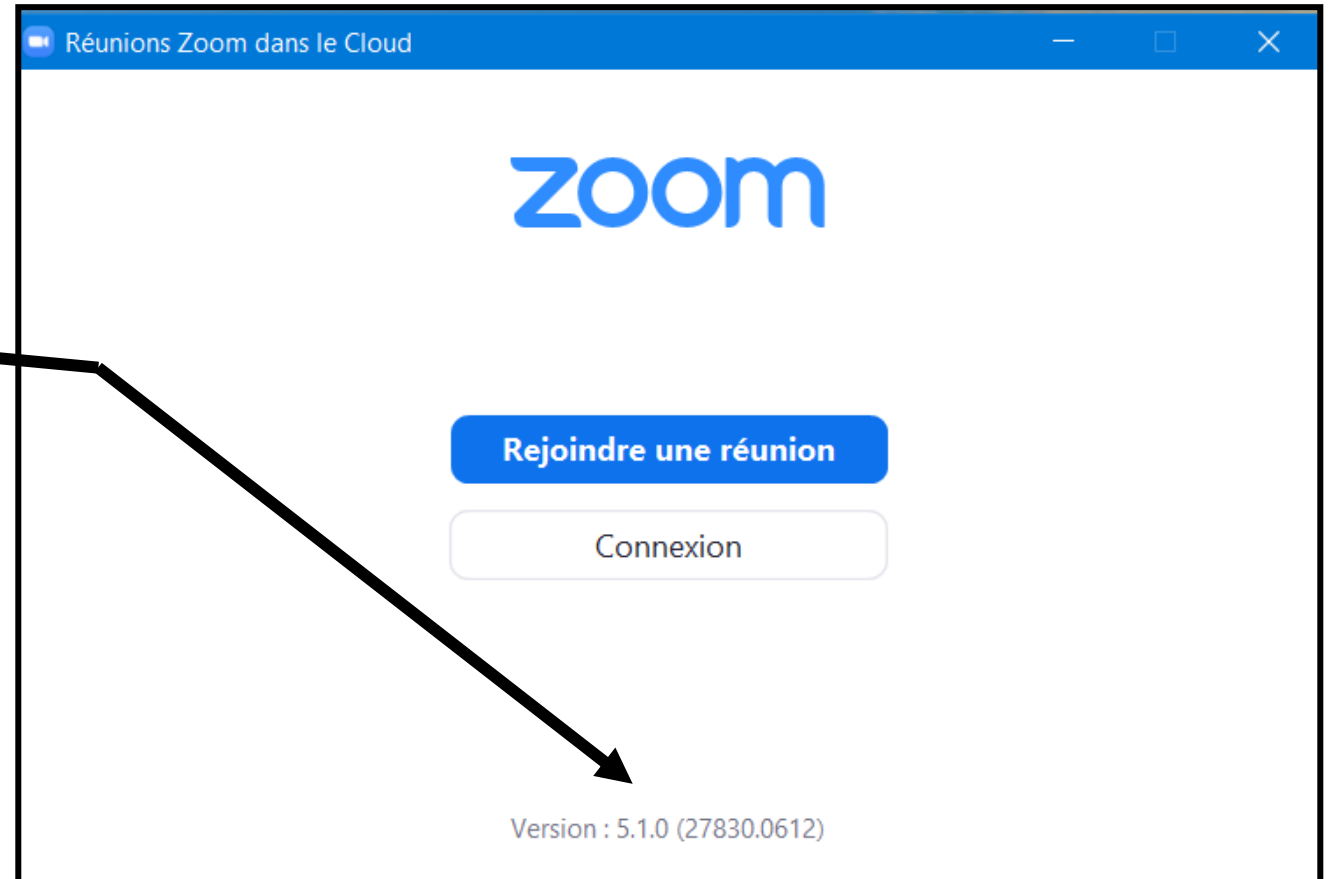 Réunions Zoom dans le Cloud
zoom
Rejoindre une réunion
Connexion
Version : 5.1.0 (27830.0612)